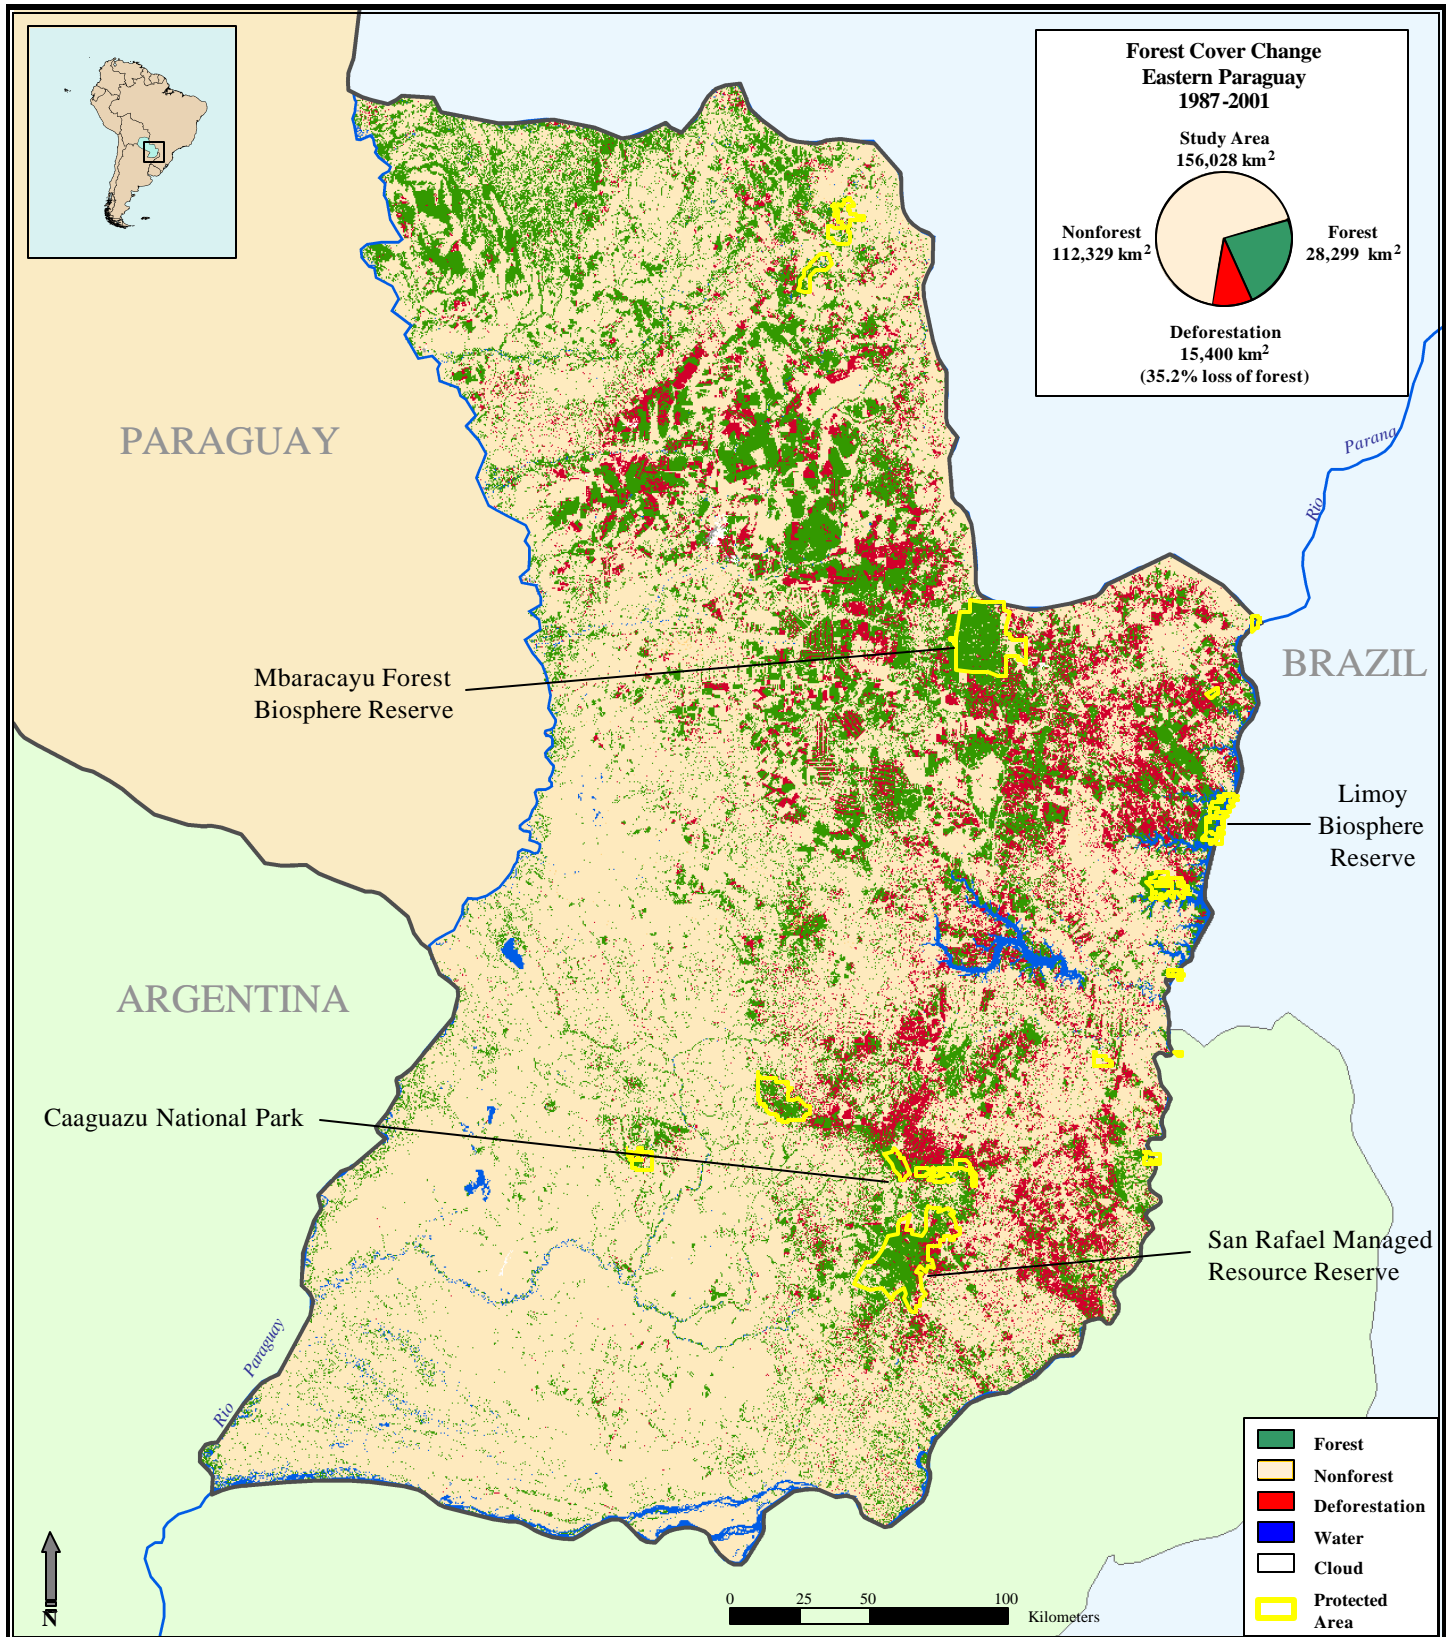 Forest Cover Change
Eastern Paraguay
1987-2001
Study Area
156,028 km²
Nonforest
112,329 km²
Forest
28,299 km²
Deforestation
15,400 km²
(35.2% loss of forest)
PARAGUAY
Parana
Rio
BRAZIL
Mbaracayu Forest
Biosphere Reserve
Limoy
Biosphere
Reserve
ARGENTINA
Caaguazu National Park
San Rafael Managed
Resource Reserve
Paraguay
Rio
Forest
Nonforest
Deforestation
Water
Cloud
Protected
Area
N
0 25 50 100
Kilometers